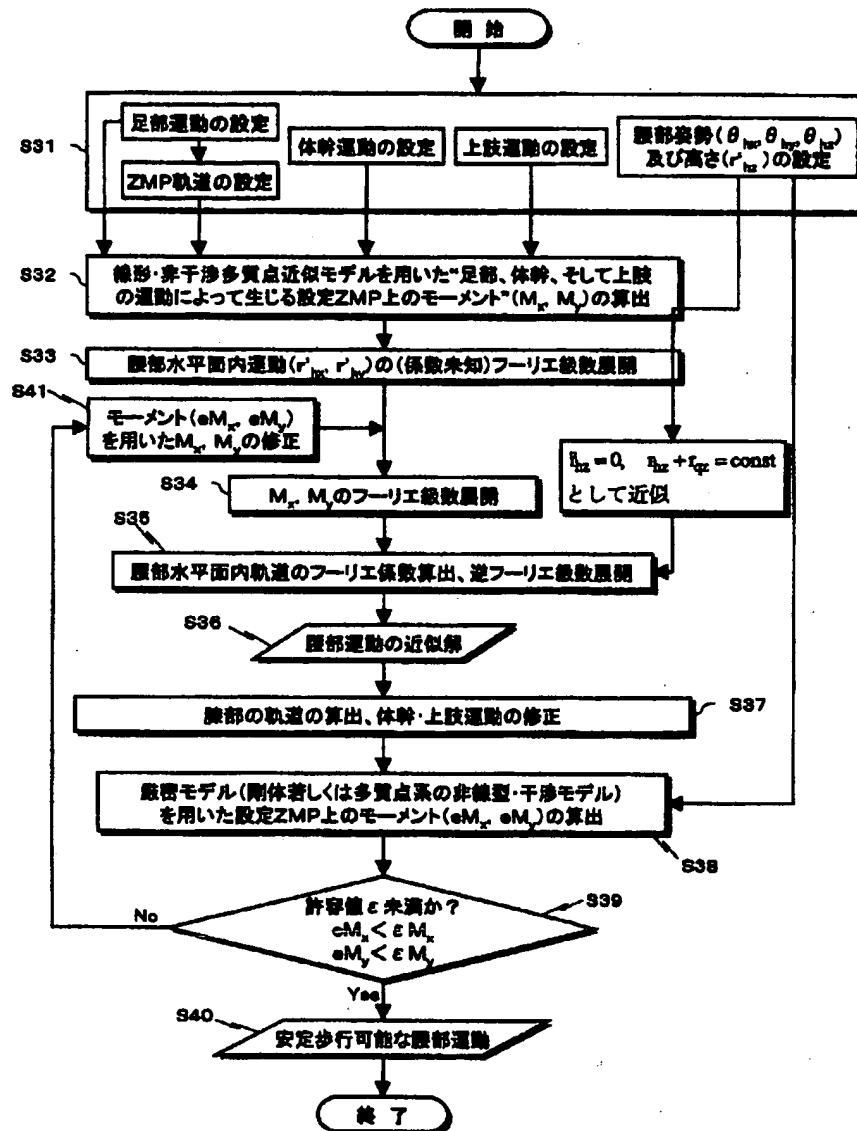 開 始
S31
足部運動の設定
ZMP軌道の設定
体幹運動の設定
上肢運動の設定
腰部姿勢(θhx, θhy, θhz)
及び高さ(r'hz)の設定
S32
線形・非干渉多質点近似モデルを用いた"足部、体幹、そして上肢
の運動によって生じる設定ZMP上のモーメント"(Mx, My)の算出
S33
腰部水平面内運動(r'hx, r'hy)の(係数未知)フーリエ級数展開
S41
モーメント(eMx, eMy)
を用いたMx, Myの修正
S34
Mx, Myのフーリエ級数展開
=0,
=const
として近似
S35
腰部水平面内軌道のフーリエ係数算出、逆フーリエ級数展開
S36
腰部運動の近似解
S37
腰部の軌道の算出、体幹・上肢運動の修正
厳密モデル(剛体若しくは多質点系の非線型・干渉モデル)
を用いた設定ZMP上のモーメント(eMx, eMy)の算出
S38
S39
許容値ε未満か?
eMx<εMx
eMy<εMy
No
Yes
S40
安定歩行可能な腰部運動
終 了